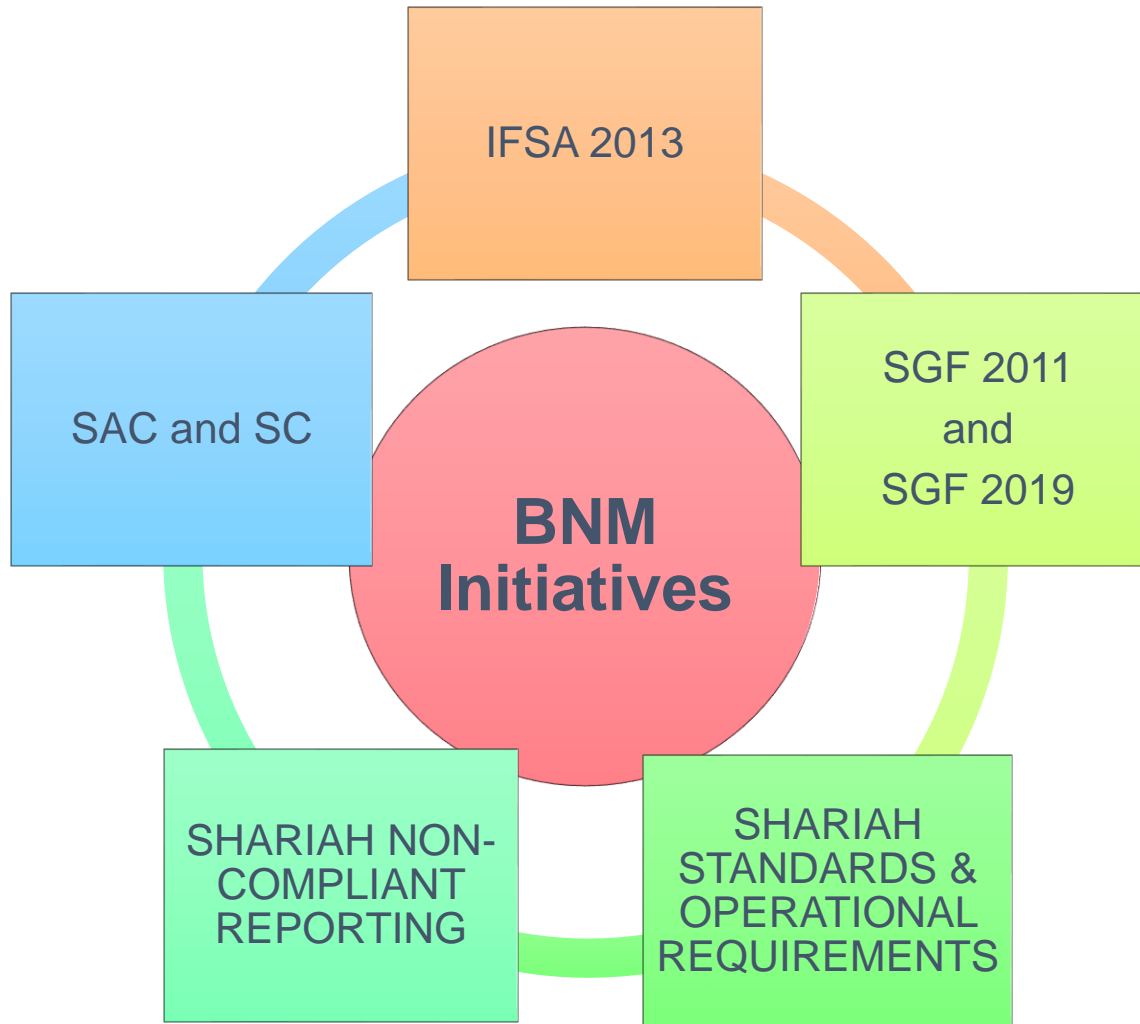 IFSA 2013
SGF 2011
and
SGF 2019
SAC and SC
BNM
Initiatives
SHARIAH NON-
COMPLIANT
REPORTING
SHARIAH
STANDARDS &
OPERATIONAL
REQUIREMENTS